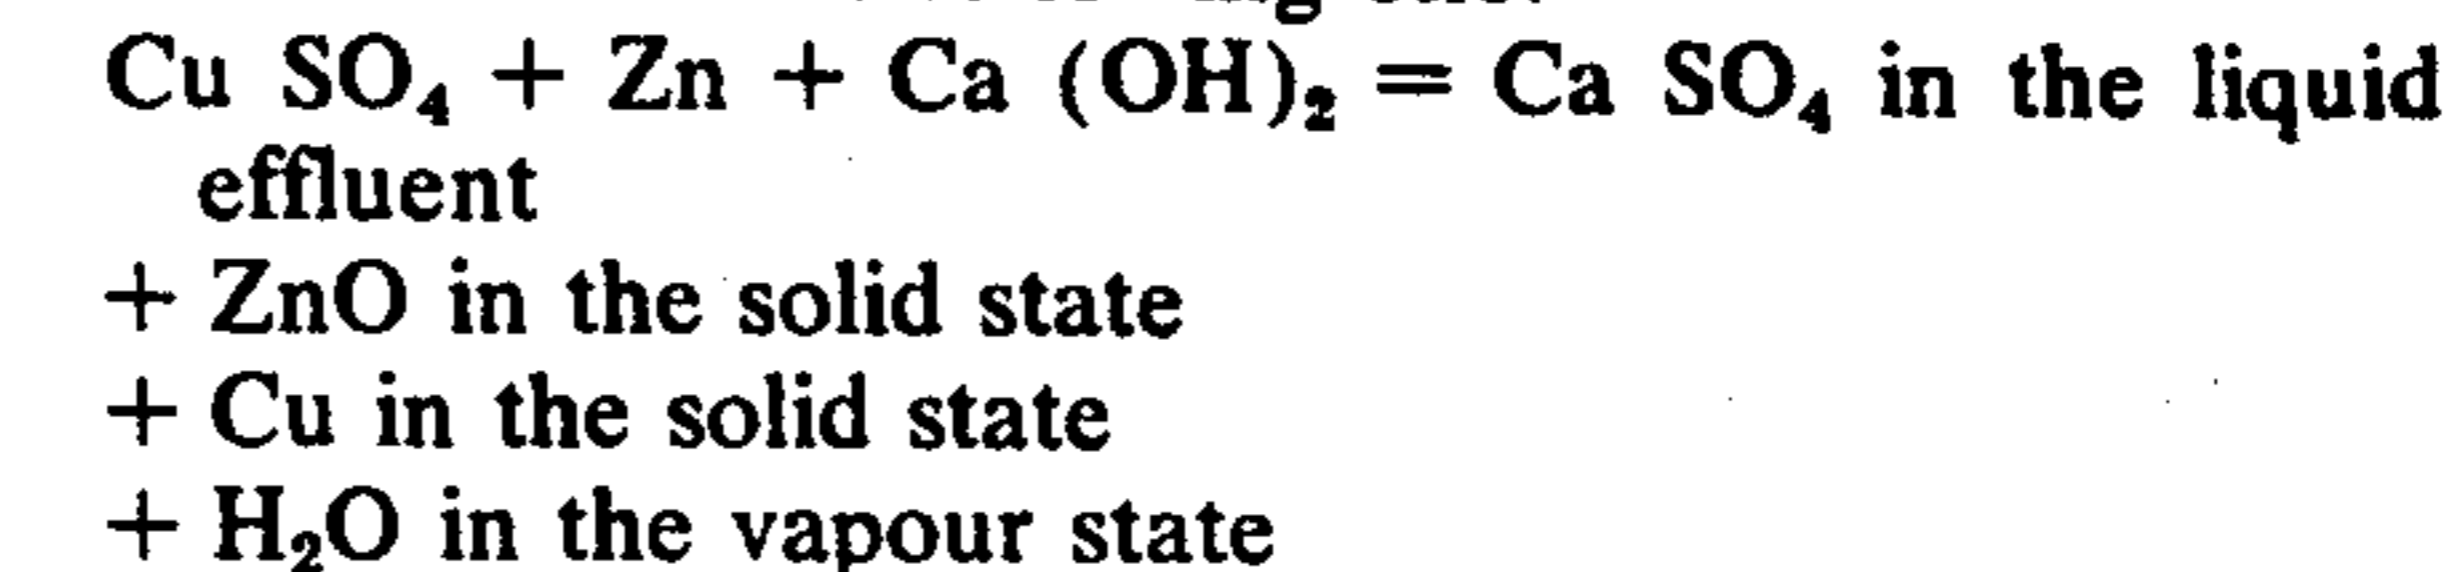 Cu SO₄ + Zn + Ca (OH)₂ = Ca SO₄ in the liquid
effluent
+ ZnO in the solid state
+ Cu in the solid state
+ H₂O in the vapour state